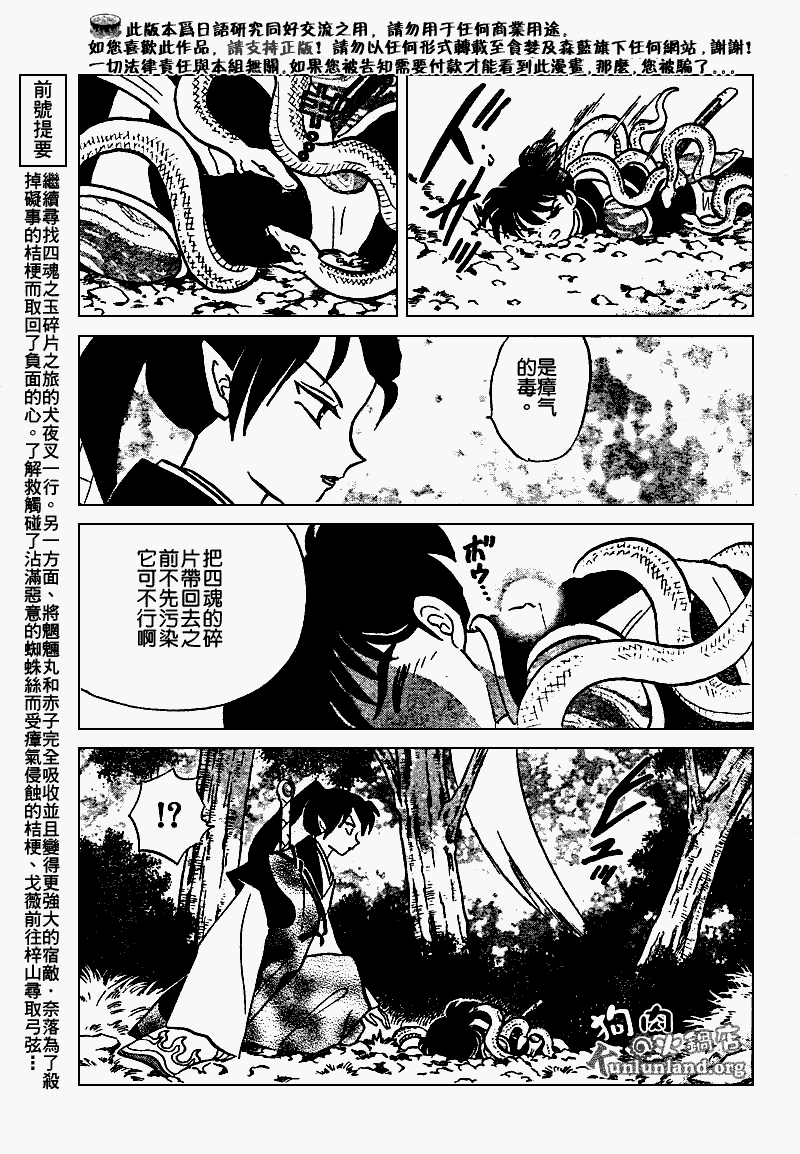 此版本爲日語研究同好交流之用，請勿用于任何商業用途。
如您喜歡此作品，請支持正版！請勿以任何形式轉載至貪婪及森藍旗下任何網站，謝謝！
一切法律責任與本組無關．如果您被告知需要付款才能看到此漫畫，那麼，您被騙了。。。
前號提要
繼續尋找四魂之玉碎片之旅的犬夜叉一行。另一方面、將魍魎丸和赤子完全吸收並且變得更強大的宿敵．奈落為了殺
掉礙事的桔梗而取回了負面的心。了解救觸碰了沾滿惡意的蜘蛛絲而受瘴氣侵蝕的桔梗、戈薇前往梓山尋取弓弦…
是瘴气
的毒。
ボゥ…
把四魂的碎
片帶回去之
前不先污染
它可不行啊
!?
狗肉
火鍋店
Kunlunland.org